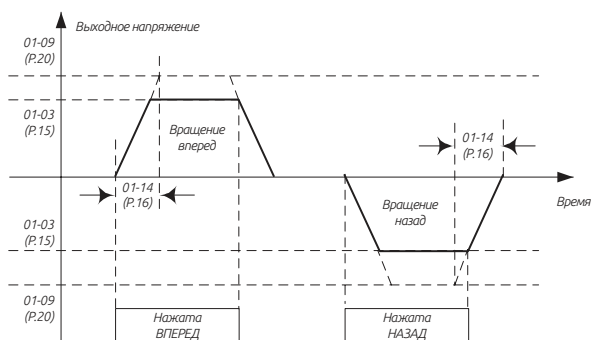 Выходное напряжение
01-09
(P.20)
01-03
(P.15)
Вращение
вперед
01-14
(P.16)
01-14
(P.16)
Время
Вращение
назад
01-03
(P.15)
01-09
(P.20)
Нажата
ВПЕРЕД
Нажата
НАЗАД